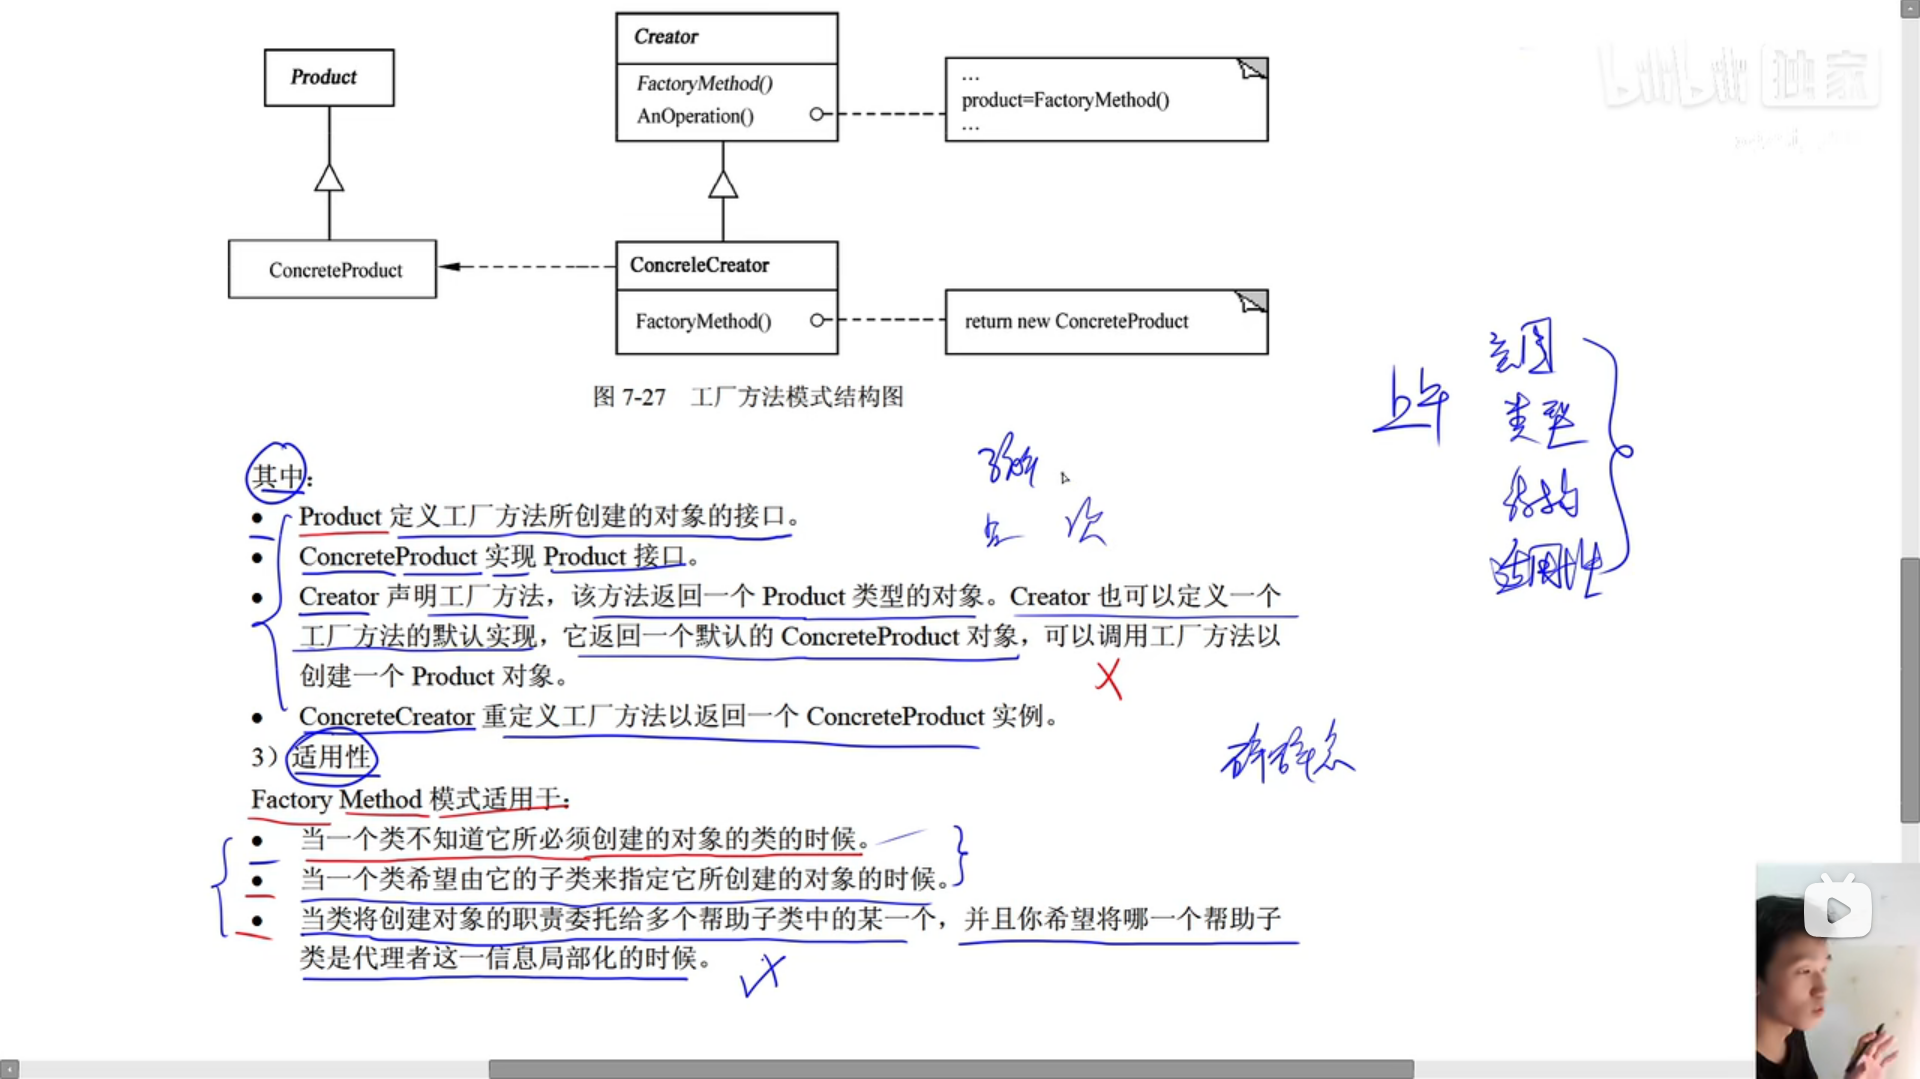 Creator
Product
FactoryMethod()
AnOperation()
...
product=FactoryMethod()
...
bilibili 独家
ConcreteProduct
ConcreleCreator
FactoryMethod()
return new ConcreteProduct
图 7-27 工厂方法模式结构图
上午
意图
类型
结构
适用性
其中：
• Product 定义工厂方法所创建的对象的接口。
• ConcreteProduct 实现 Product 接口。
• Creator 声明工厂方法，该方法返回一个 Product 类型的对象。Creator 也可以定义一个
工厂方法的默认实现，它返回一个默认的 ConcreteProduct 对象，可以调用工厂方法以
创建一个 Product 对象。
• ConcreteCreator 重定义工厂方法以返回一个 ConcreteProduct 实例。
3）适用性
Factory Method 模式适用于：
• 当一个类不知道它所必须创建的对象的类的时候。
• 当一个类希望由它的子类来指定它所创建的对象的时候。
• 当类将创建对象的职责委托给多个帮助子类中的某一个，并且你希望将哪一个帮助子
类是代理者这一信息局部化的时候。